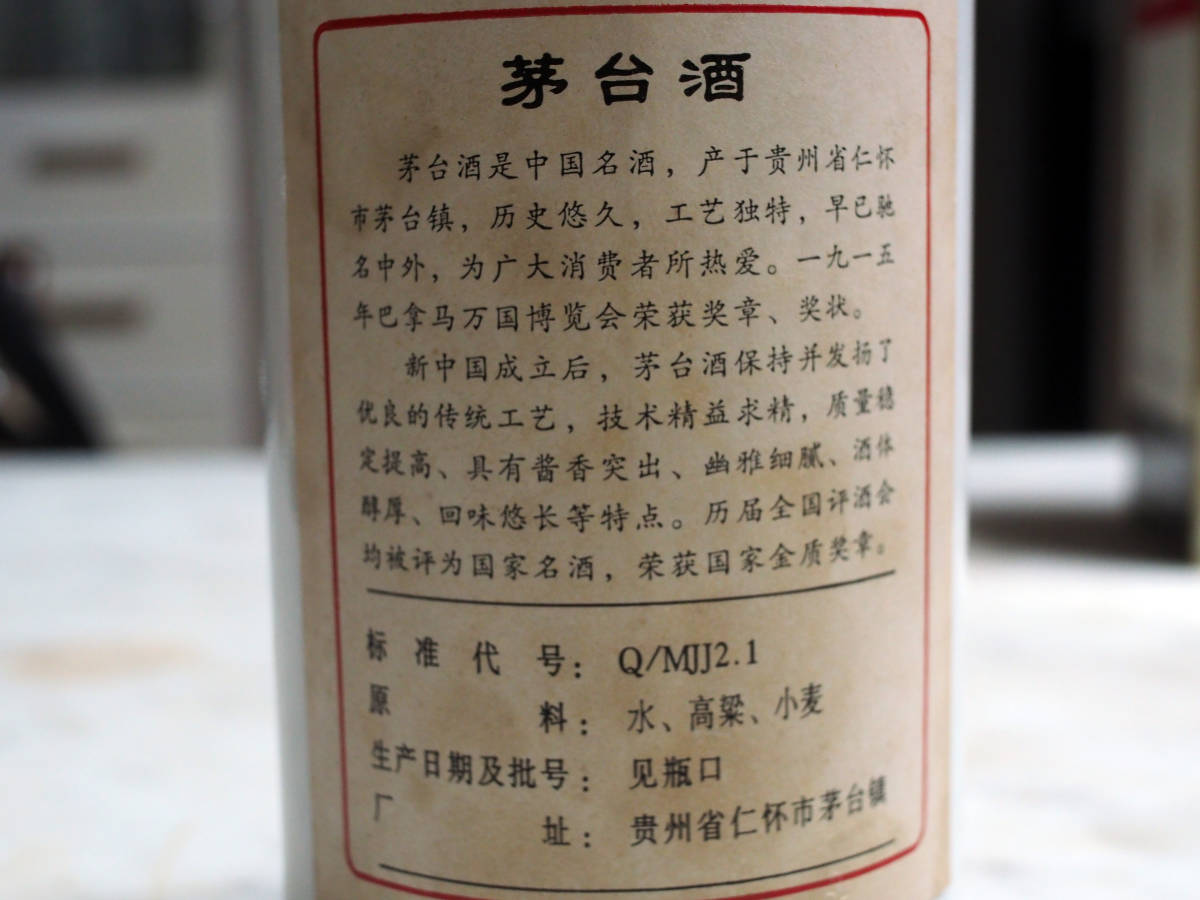 茅台酒
茅台酒是中国名酒，产于贵州省仁怀
市茅台镇，历史悠久，工艺独特，早已驰
名中外，为广大消费者所热爱。一九一五
年巴拿马万国博览会荣获奖章、奖状。
新中国成立后，茅台酒保持并发扬了
优良的传统工艺，技术精益求精，质量稳
定提高、具有酱香突出、幽雅细腻、酒体
醇厚、回味悠长等特点。历届全国评酒会
均被评为国家名酒，荣获国家金质奖章。
标准代号：Q/MJJ2.1
原料：水、高粱、小麦
生产日期及批号：见瓶口
厂址：贵州省仁怀市茅台镇